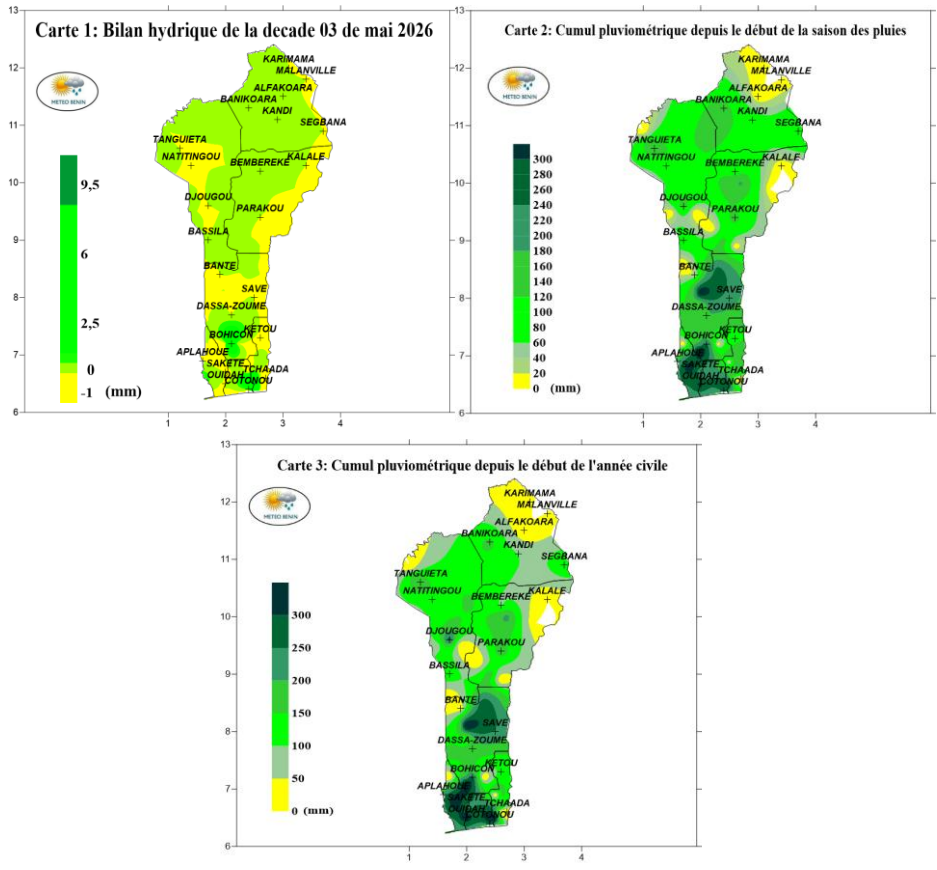 Carte 1: Bilan hydrique de la decade 03 de mai 2026
METEO BENIN
13
12
11
10
9
8
7
6
1 2 3 4
KARIMAMA
MALANVILLE
ALFAKOARA
BANIKOARA
KANDI
SEGBANA
TANGUIETA
NATITINGOU
BEMBEREKE
KALALE
DJOUGOU
PARAKOU
BASSILA
BANTE
SAVE
DASSA-ZOUME
KETOU
BOHICON
APLAHOUE
SAKETE
TCHAADA
OUIDAH
COTONOU
9,5
6
2,5
0
-1 (mm)
Carte 2: Cumul pluviométrique depuis le début de la saison des pluies
METEO BENIN
13
12
11
10
9
8
7
6
1 2 3 4
KARIMAMA
MALANVILLE
ALFAKOARA
BANIKOARA
KANDI
SEGBANA
TANGUIETA
NATITINGOU
BEMBEREKE
KALALE
DJOUGOU
PARAKOU
BASSILA
BANTE
SAVE
DASSA-ZOUME
KETOU
BOHICON
APLAHOUE
SAKETE
TCHAADA
OUIDAH
COTONOU
300
280
260
240
220
180
160
120
80
60
40
20
0 (mm)
Carte 3: Cumul pluviométrique depuis le début de l'année civile
METEO BENIN
13
12
11
10
9
8
7
6
1 2 3 4
KARIMAMA
MALANVILLE
ALFAKOARA
BANIKOARA
KANDI
SEGBANA
TANGUIETA
NATITINGOU
BEMBEREKE
KALALE
DJOUGOU
PARAKOU
BASSILA
BANTE
SAVE
DASSA-ZOUME
KETOU
BOHICON
APLAHOUE
SAKETE
TCHAADA
OUIDAH
COTONOU
300
250
200
150
100
50
0 (mm)